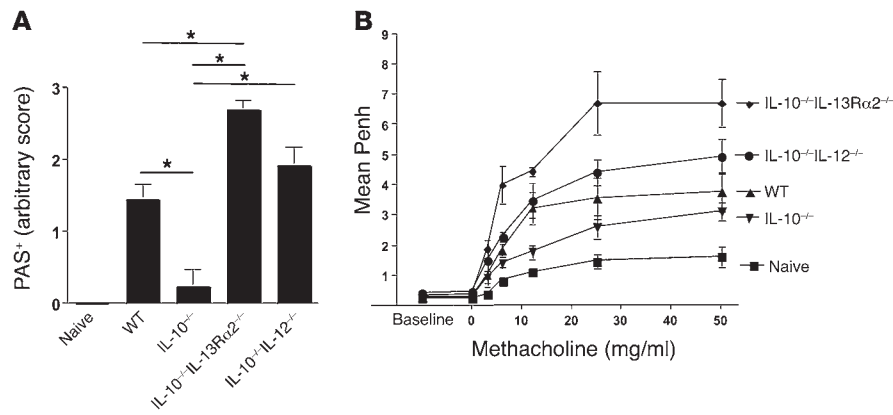 A
PAS⁺ (arbitrary score)
3
2
1
0
*
*
*
*
Naive
WT
IL-10⁻/⁻
IL-10⁻/⁻IL-13Rα2⁻/⁻
IL-10⁻/⁻IL-12⁻/⁻
B
Mean Penh
9
8
7
6
5
4
3
2
1
Baseline 0 10 20 30 40 50
Methacholine (mg/ml)
IL-10⁻/⁻IL-13Rα2⁻/⁻
IL-10⁻/⁻IL-12⁻/⁻
WT
IL-10⁻/⁻
Naive